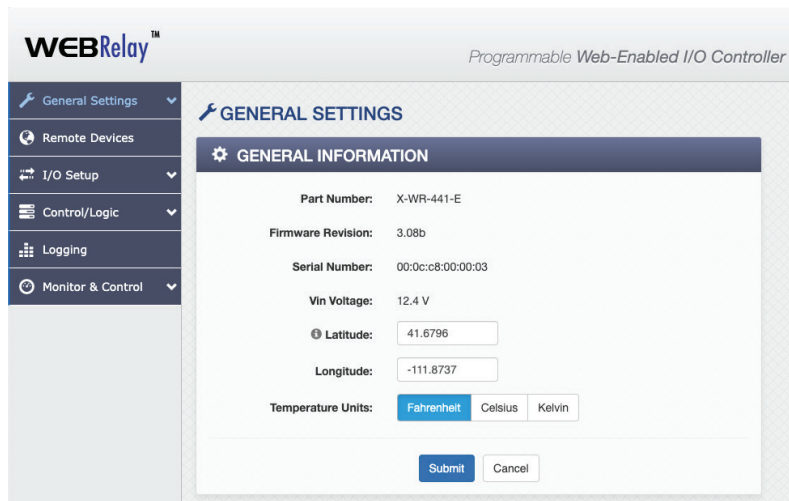 WEBRelay™
Programmable Web-Enabled I/O Controller
General Settings
Remote Devices
I/O Setup
Control/Logic
Logging
Monitor & Control
GENERAL SETTINGS
GENERAL INFORMATION
Part Number: X-WR-441-E
Firmware Revision: 3.08b
Serial Number: 00:0c:c8:00:00:03
Vin Voltage: 12.4 V
Latitude: 41.6796
Longitude: -111.8737
Temperature Units: Fahrenheit Celsius Kelvin
Submit Cancel